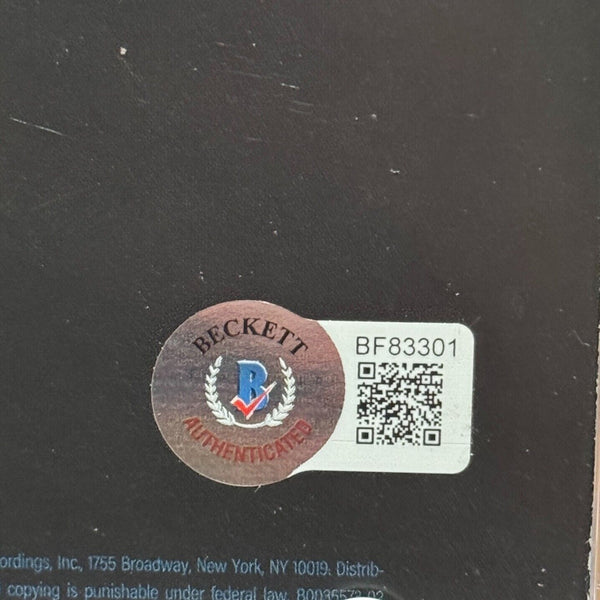 BECKETT
B
AUTHENTICATED
BF83301
ordings, Inc, 1755 Broadway, New York, NY 10019. Distrib-
copying is punishable under federal law.